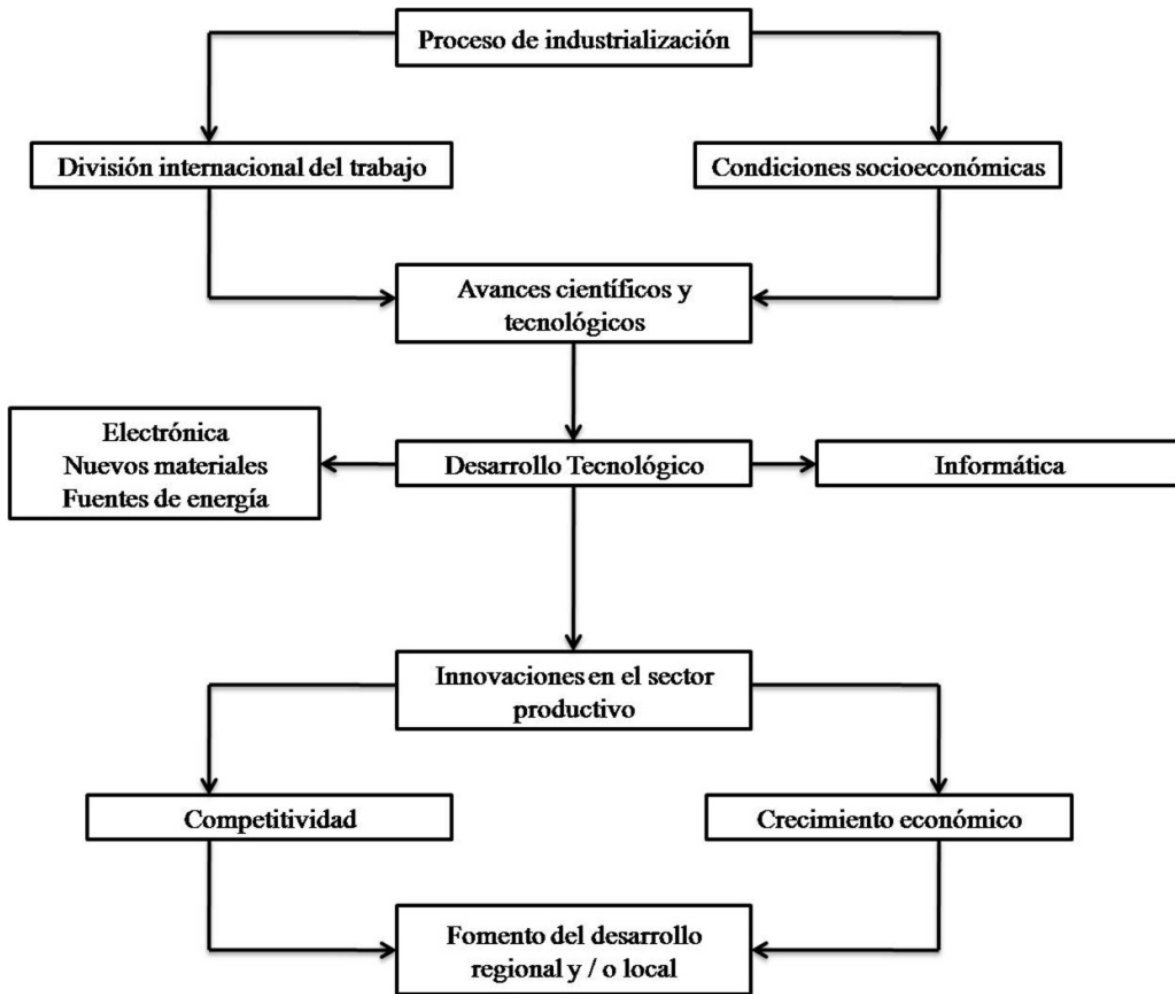 Proceso de industrialización
División internacional del trabajo
Condiciones socioeconómicas
Avances científicos y
tecnológicos
Electrónica
Nuevos materiales
Fuentes de energía
Desarrollo Tecnológico
Informática
Innovaciones en el sector
productivo
Competitividad
Crecimiento económico
Fomento del desarrollo
regional y / o local